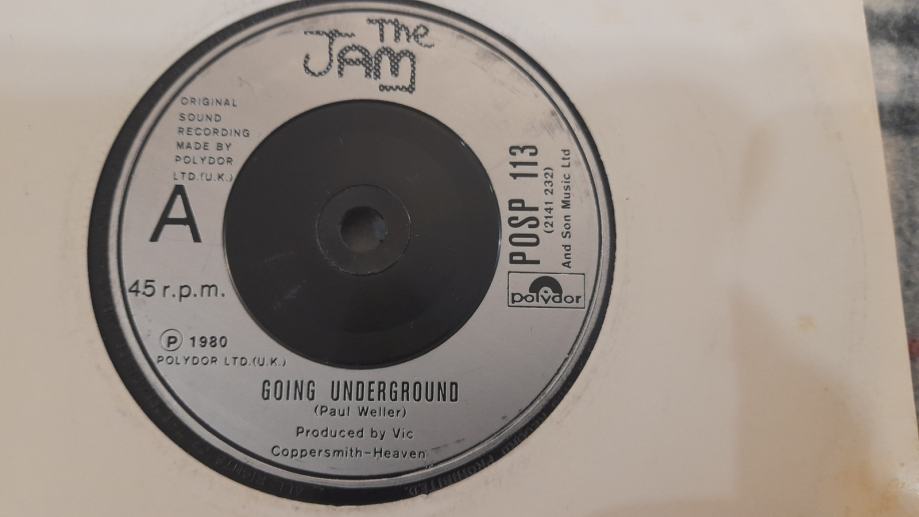 The
JAM
ORIGINAL
SOUND
RECORDING
MADE BY
POLYDOR
LTD.(U.K.)
A
45 r.p.m.
Ⓟ 1980
POLYDOR LTD.(U.K.)
POSP 113
(2141 232)
And Son Music Ltd
polydor
GOING UNDERGROUND
(Paul Weller)
Produced by Vic
Coppersmith-Heaven
PROHIBITED.